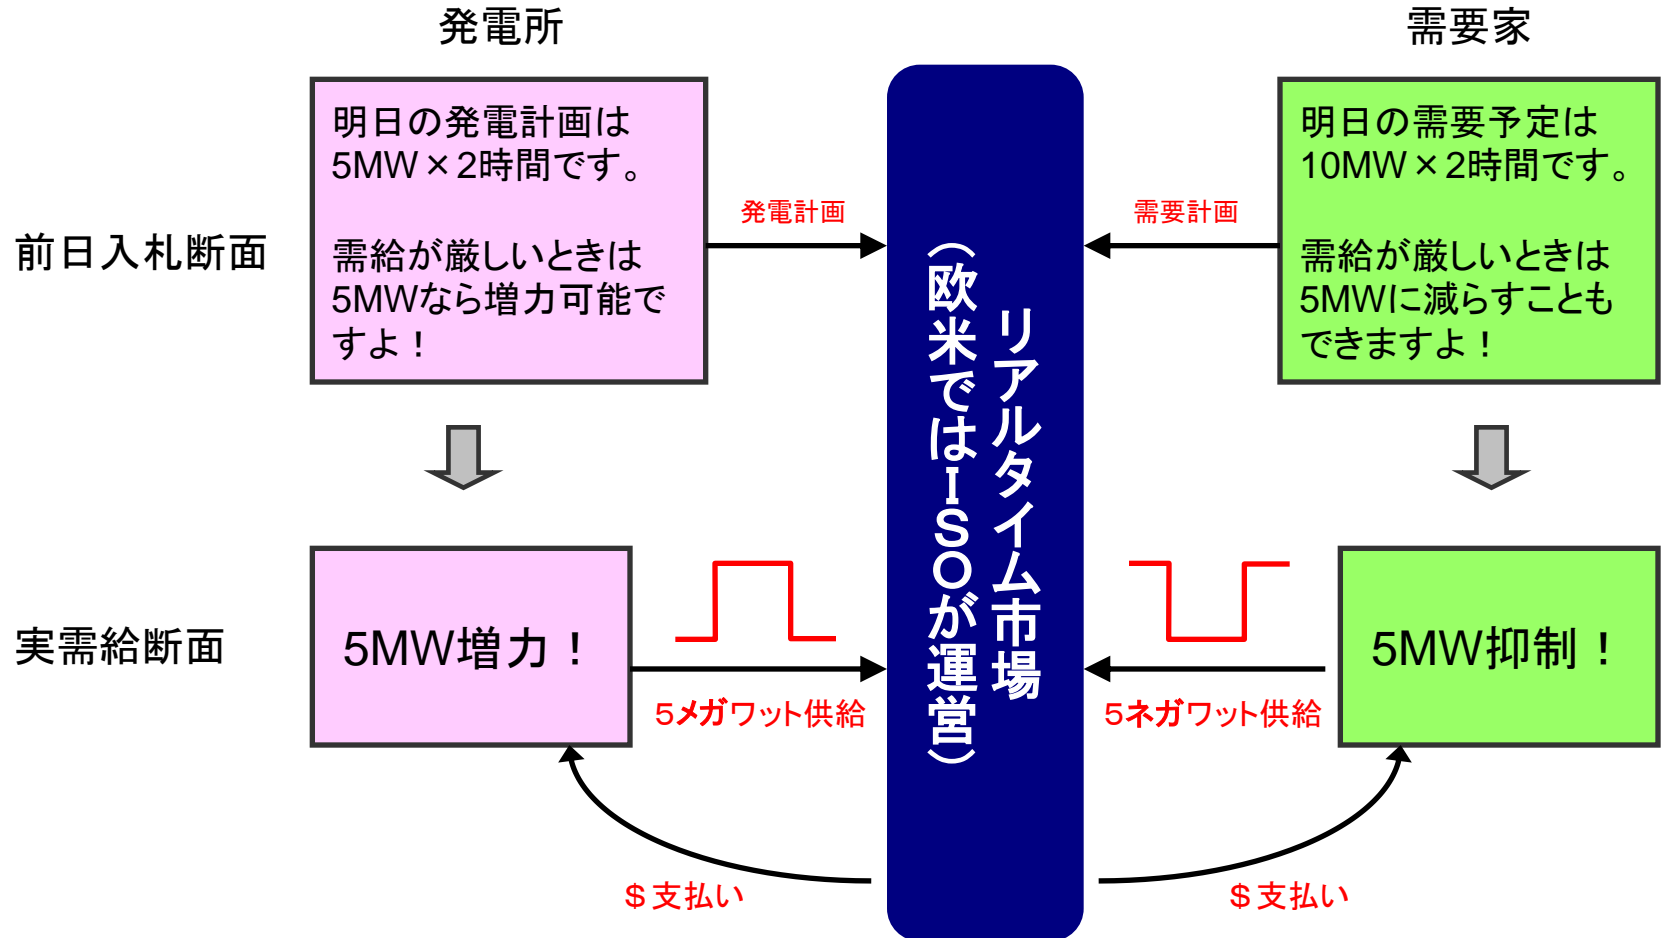 発電所
需要家
前日入札断面
明日の発電計画は
5MW×2時間です。
需給が厳しいときは
5MWなら増力可能で
すよ！
発電計画
リアルタイム市場
（欧米ではＩＳＯが運営）
需要計画
明日の需要予定は
10MW×2時間です。
需給が厳しいときは
5MWに減らすことも
できますよ！
実需給断面
5MW増力！
5メガワット供給
5ネガワット供給
5MW抑制！
＄支払い
＄支払い